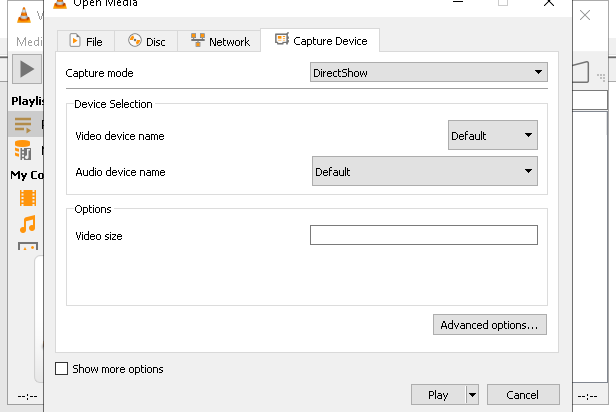 Open Media
V
Medi
File
Disc
Network
Capture Device
Capture mode
DirectShow
Playlis
Device Selection
Video device name
Default
Audio device name
Default
My Co
Options
Video size
Advanced options...
Show more options
Play
Cancel
--:--
--:--